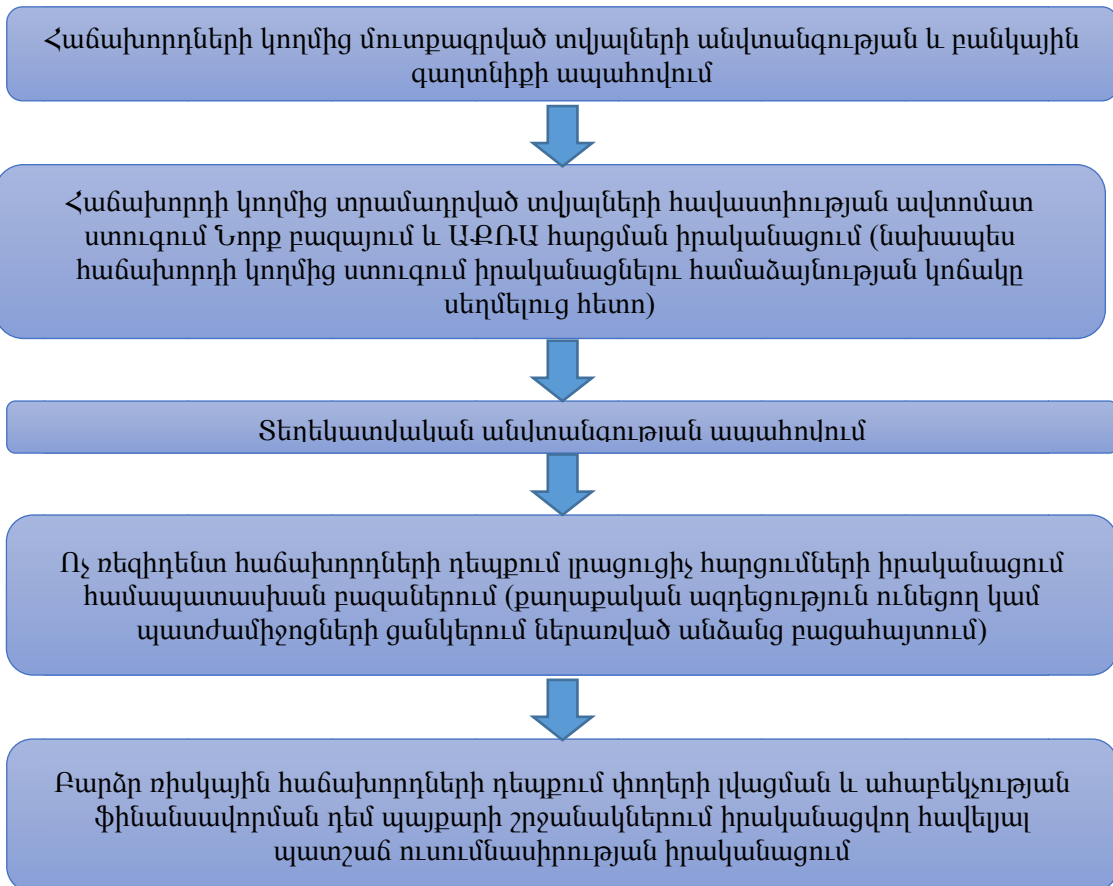 Հաճախորդների կողմից մուտքագրված տվյալների անվտանգության և բանկային
գաղտնիքի ապահովում
Հաճախորդի կողմից տրամադրված տվյալների հավաստիության ավտոմատ
ստուգում Նորք բազայում և ԱՔՌԱ հարցման իրականացում (նախապես
հաճախորդի կողմից ստուգում իրականացնելու համաձայնության կոճակը
սեղմելուց հետո)
Տեղեկատվական անվտանգության ապահովում
Ոչ ռեզիդենտ հաճախորդների դեպքում լրացուցիչ հարցումների իրականացում
համապատասխան բազաներում (քաղաքական ազդեցություն ունեցող կամ
պատժամիջոցների ցանկերում ներառված անձանց բացահայտում)
Բարձր ռիսկային հաճախորդների դեպքում փողերի լվացման և ահաբեկչության
ֆինանսավորման դեմ պայքարի շրջանակներում իրականացվող հավելյալ
պատշաճ ուսումնասիրության իրականացում